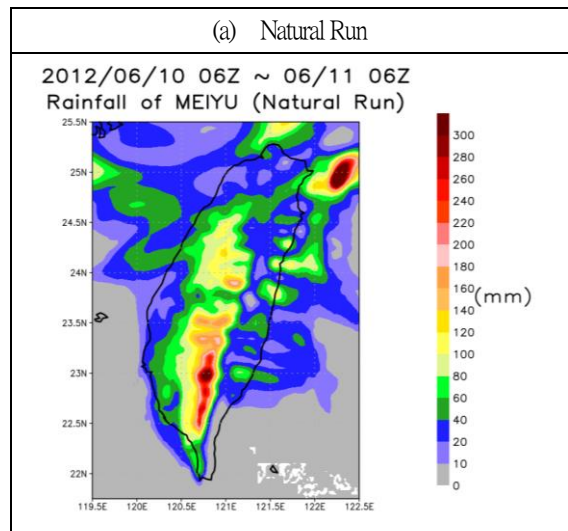 (a) Natural Run
2012/06/10 06Z ~ 06/11 06Z
Rainfall of MEIYU (Natural Run)
25.5N
25N
24.5N
24N
23.5N
23N
22.5N
22N
119.5E 120E 120.5E 121E 121.5E 122E 122.5E
300
280
260
240
220
200
180
160
140
120
100
80
60
40
20
10
0
(mm)